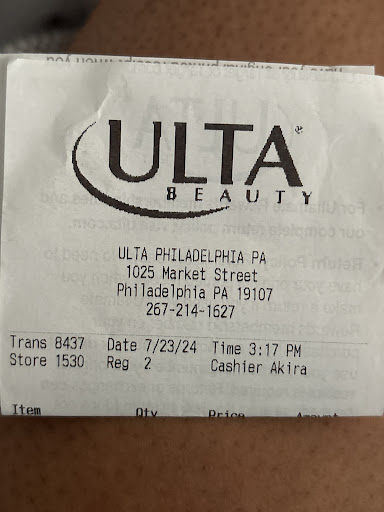 ULTA
BEAUTY
ULTA PHILADELPHIA PA
1025 Market Street
Philadelphia PA 19107
267-214-1627
Trans 8437 Date 7/23/24 Time 3:17 PM
Store 1530 Reg 2 Cashier Akira
Item Qty Price Amount